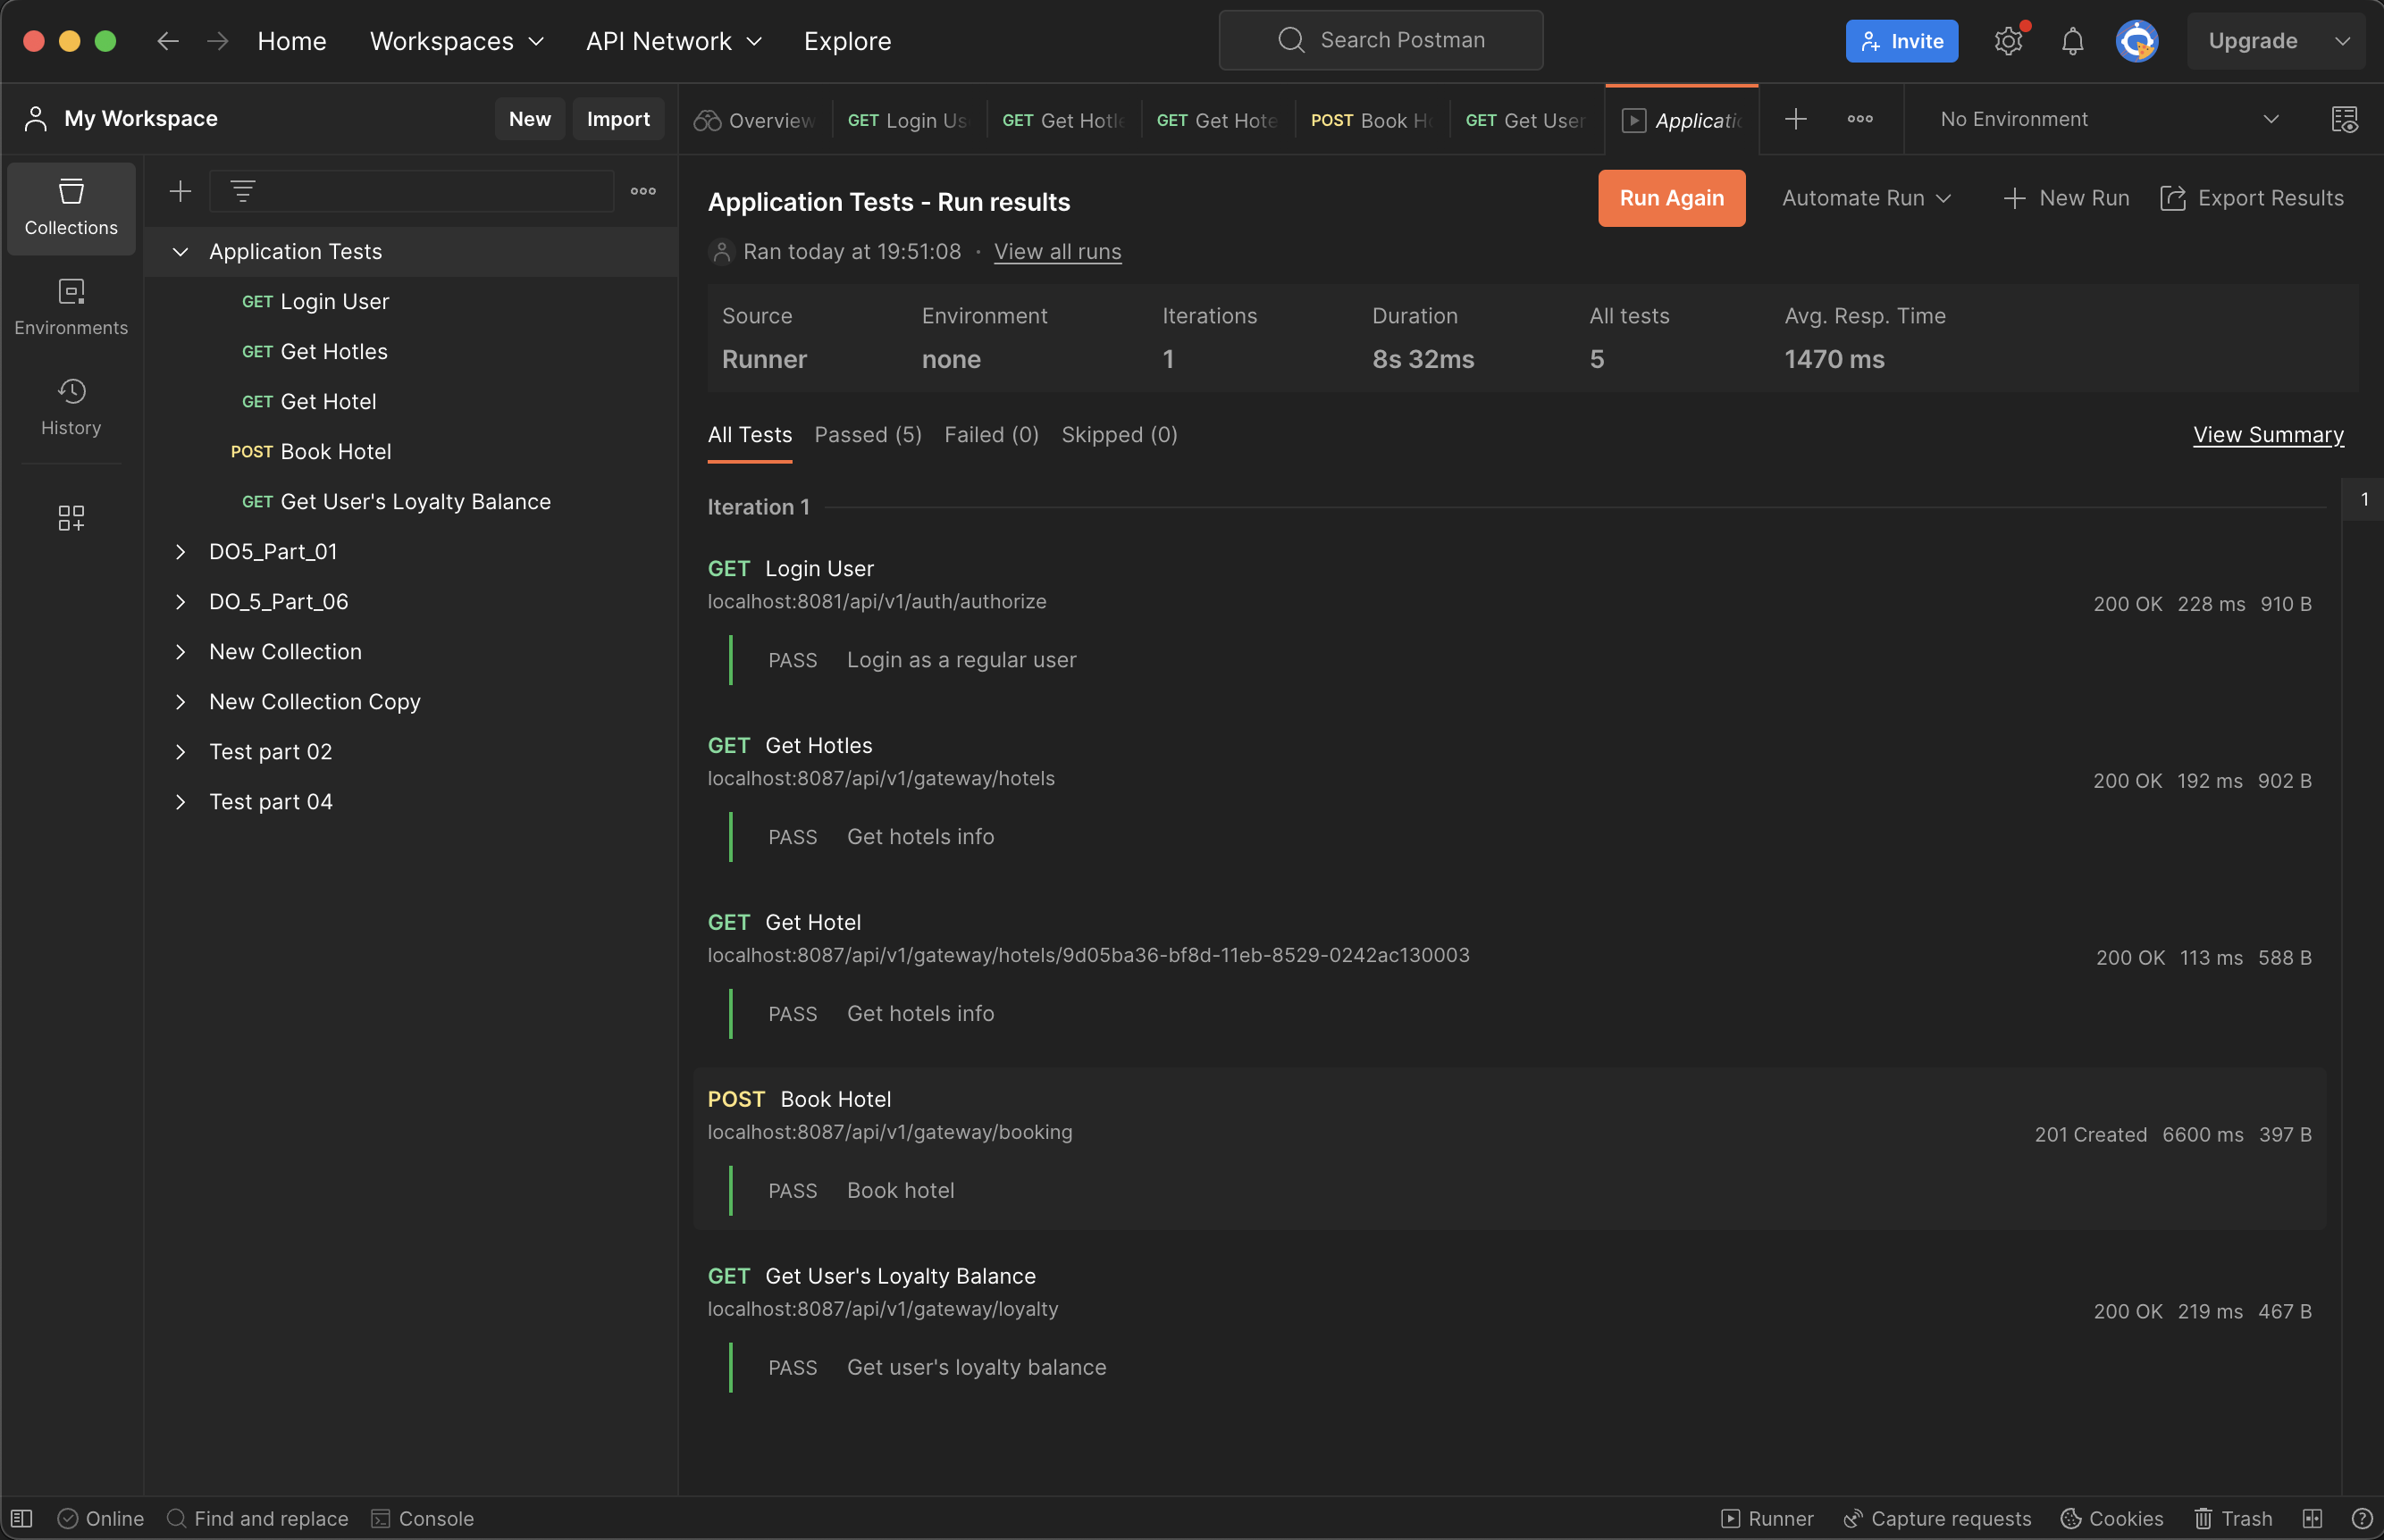 Home Workspaces API Network Explore Search Postman Invite Upgrade
My Workspace New Import
Overview GET Login Us GET Get Hotle GET Get Hote POST Book Ho GET Get User Applicatio No Environment
Collections
Environments
History
Application Tests
GET Login User
GET Get Hotles
GET Get Hotel
POST Book Hotel
GET Get User's Loyalty Balance
DO5_Part_01
DO_5_Part_06
New Collection
New Collection Copy
Test part 02
Test part 04
Application Tests - Run results Run Again Automate Run New Run Export Results
Ran today at 19:51:08 · View all runs
Source Environment Iterations Duration All tests Avg. Resp. Time
Runner none 1 8s 32ms 5 1470 ms
All Tests Passed (5) Failed (0) Skipped (0) View Summary
Iteration 1 1
GET Login User
localhost:8081/api/v1/auth/authorize 200 OK 228 ms 910 B
PASS Login as a regular user
GET Get Hotles
localhost:8087/api/v1/gateway/hotels 200 OK 192 ms 902 B
PASS Get hotels info
GET Get Hotel
localhost:8087/api/v1/gateway/hotels/9d05ba36-bf8d-11eb-8529-0242ac130003 200 OK 113 ms 588 B
PASS Get hotels info
POST Book Hotel
localhost:8087/api/v1/gateway/booking 201 Created 6600 ms 397 B
PASS Book hotel
GET Get User's Loyalty Balance
localhost:8087/api/v1/gateway/loyalty 200 OK 219 ms 467 B
PASS Get user's loyalty balance
Online Find and replace Console Runner Capture requests Cookies Trash